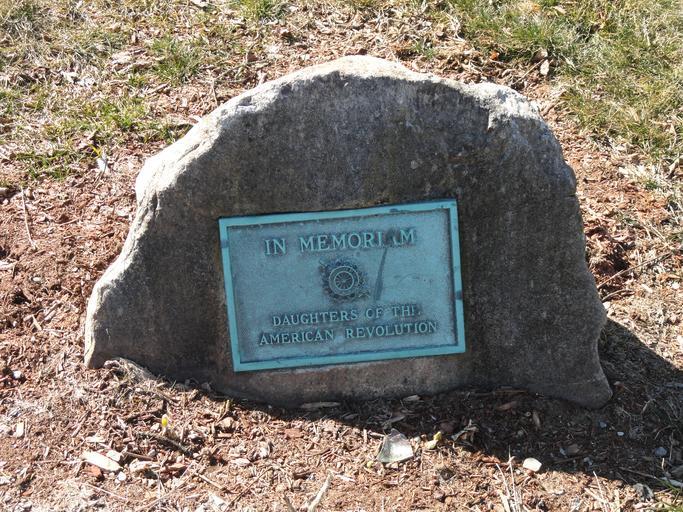 IN MEMORIAM
DAUGHTERS OF THE
AMERICAN REVOLUTION